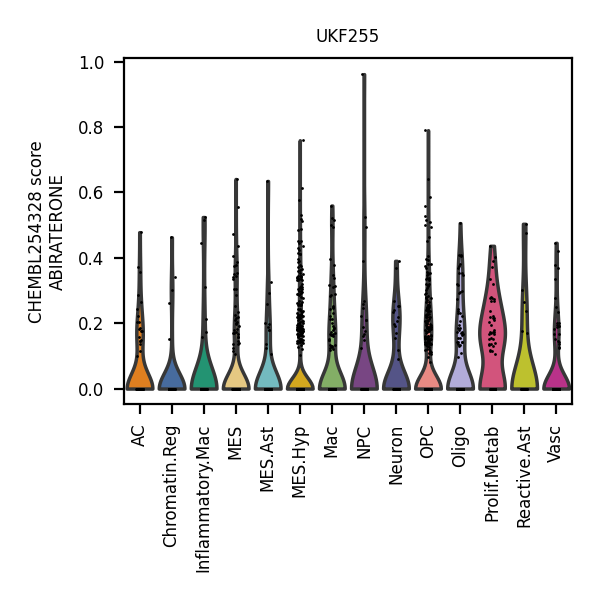 UKF255
CHEMBL254328 score
ABIRATERONE
1.0
0.8
0.6
0.4
0.2
0.0
AC
Chromatin.Reg
Inflammatory.Mac
MES
MES.Ast
MES.Hyp
Mac
NPC
Neuron
OPC
Oligo
Prolif.Metab
Reactive.Ast
Vasc